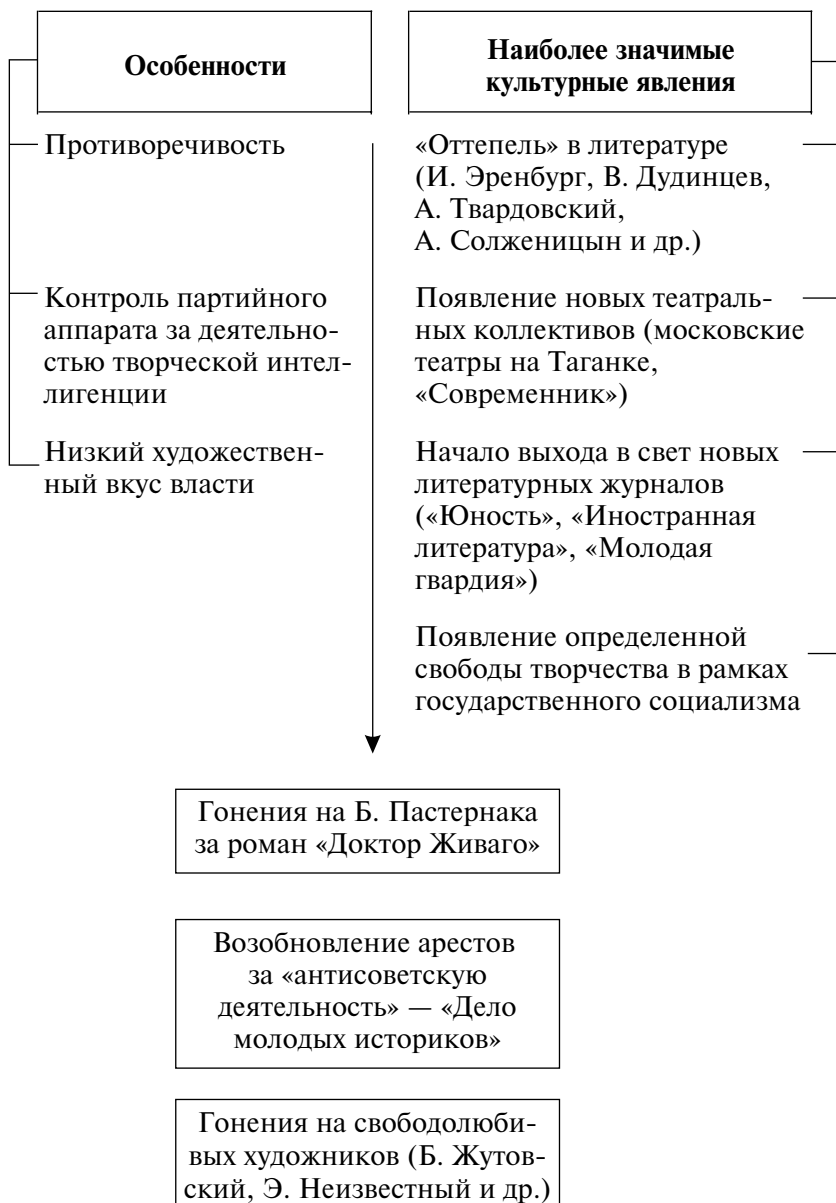 Особенности
Противоречивость
Контроль партийного
аппарата за деятельно-
стью творческой интел-
лигенции
Низкий художествен-
ный вкус власти
Наиболее значимые
культурные явления
«Оттепель» в литературе
(И. Эренбург, В. Дудинцев,
А. Твардовский,
А. Солженицын и др.)
Появление новых театраль-
ных коллективов (московские
театры на Таганке,
«Современник»)
Начало выхода в свет новых
литературных журналов
(«Юность», «Иностранная
литература», «Молодая
гвардия»)
Появление определенной
свободы творчества в рамках
государственного социализма
Гонения на Б. Пастернака
за роман «Доктор Живаго»
Возобновление арестов
за «антисоветскую
деятельность» — «Дело
молодых историков»
Гонения на свободолюби-
вых художников (Б. Жутов-
ский, Э. Неизвестный и др.)